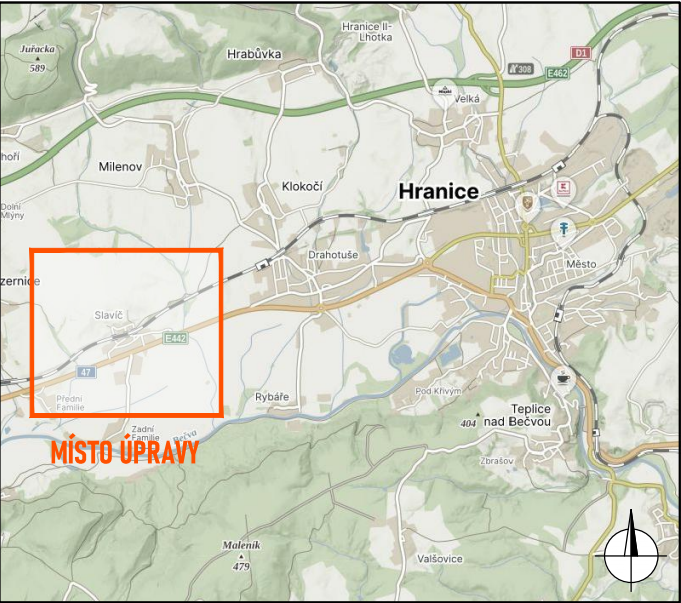 Hranice II-
Lhotka
Juřacka
589
Hrabůvka
D1
308
E462
Velká
hoří
Milenov
Klokočí
Hranice
Dolní
Mlýny
Drahotuše
Město
zernice
Slavíč
E442
47
Přední
Familie
Rybáře
Pod Křivým
Teplice
nad Bečvou
404
Zadní
Familie
Bečva
MÍSTO ÚPRAVY
Zbrašov
Maleník
479
Valšovice